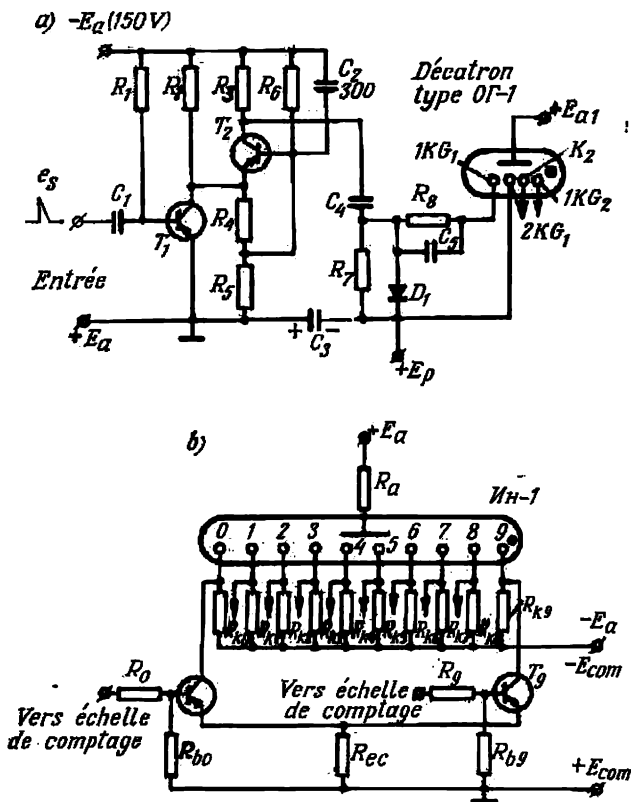 a) -Ea (150V)
R1
R3
R6
C2
300
Décatron
type ОГ-1
+Ea1
T2
1KG1
K2
es
C1
R4
C4
R8
1KG2
2KG1
T1
C5
Entrée
R5
R7
D1
+Ea
+ C3 -
+Ep
b)
+Ea
Ra
Ин-1
0 1 2 3 4 5 6 7 8 9
Rk9
-Ea
-Ecom
R0
Vers échelle
de comptage
Vers échelle
de comptage
R9
T9
Rb0
Rec
Rb9
+Ecom